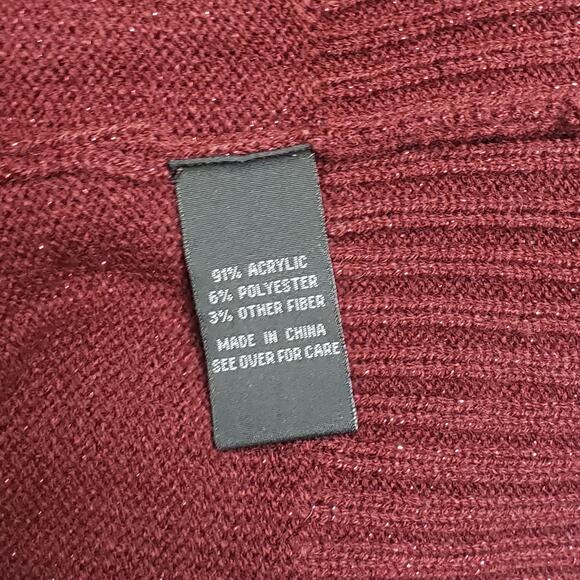 91% ACRYLIC
6% POLYESTER
3% OTHER FIBER
MADE IN CHINA
SEE OVER FOR CARE